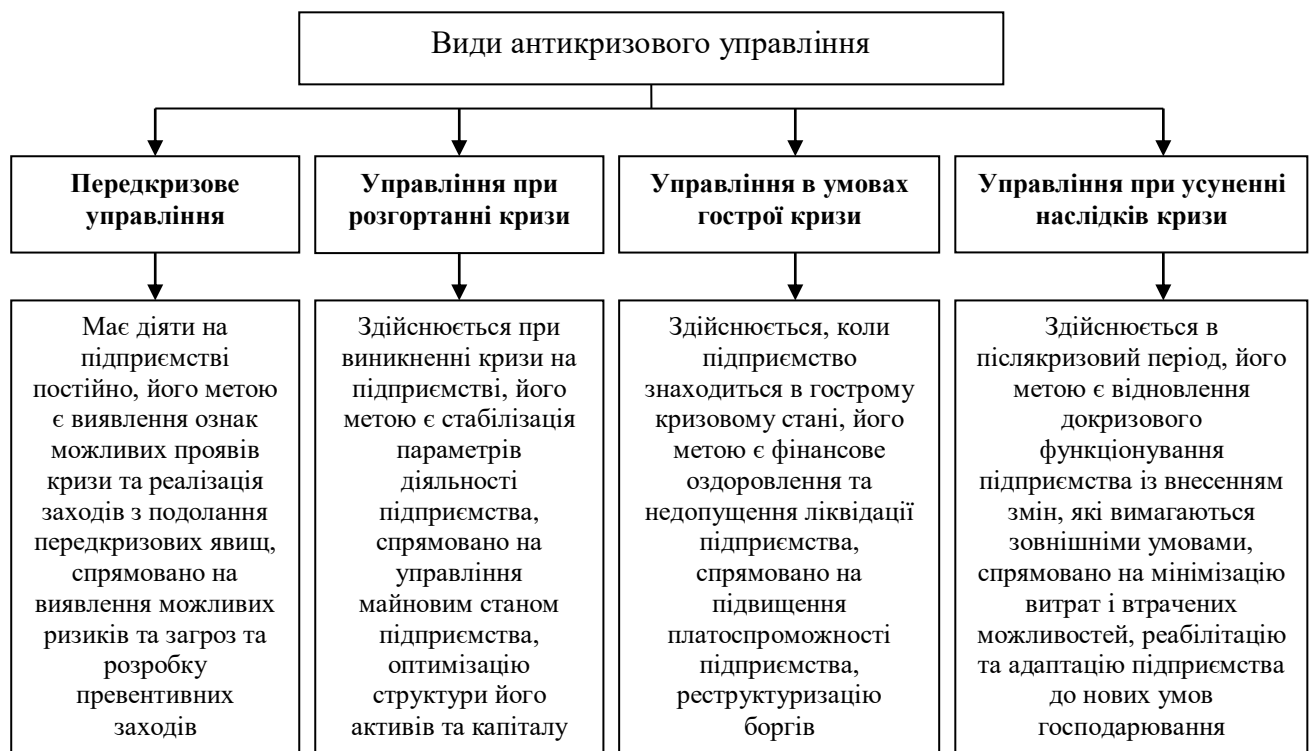 Види антикризового управління
Передкризове
управління
Управління при
розгортанні кризи
Управління в умовах
гострої кризи
Управління при усуненні
наслідків кризи
Має діяти на
підприємстві
постійно, його метою
є виявлення ознак
можливих проявів
кризи та реалізація
заходів з подолання
передкризових явищ,
спрямовано на
виявлення можливих
ризиків та загроз та
розробку
превентивних
заходів
Здійснюється при
виникненні кризи на
підприємстві, його
метою є стабілізація
параметрів
діяльності
підприємства,
спрямовано на
управління
майновим станом
підприємства,
оптимізацію
структури його
активів та капіталу
Здійснюється, коли
підприємство
знаходиться в гострому
кризовому стані, його
метою є фінансове
оздоровлення та
недопущення ліквідації
підприємства,
спрямовано на
підвищення
платоспроможності
підприємства,
реструктуризацію
боргів
Здійснюється в
післякризовий період, його
метою є відновлення
докризового
функціонування
підприємства із внесенням
змін, які вимагаються
зовнішніми умовами,
спрямовано на мінімізацію
витрат і втрачених
можливостей, реабілітацію
та адаптацію підприємства
до нових умов
господарювання